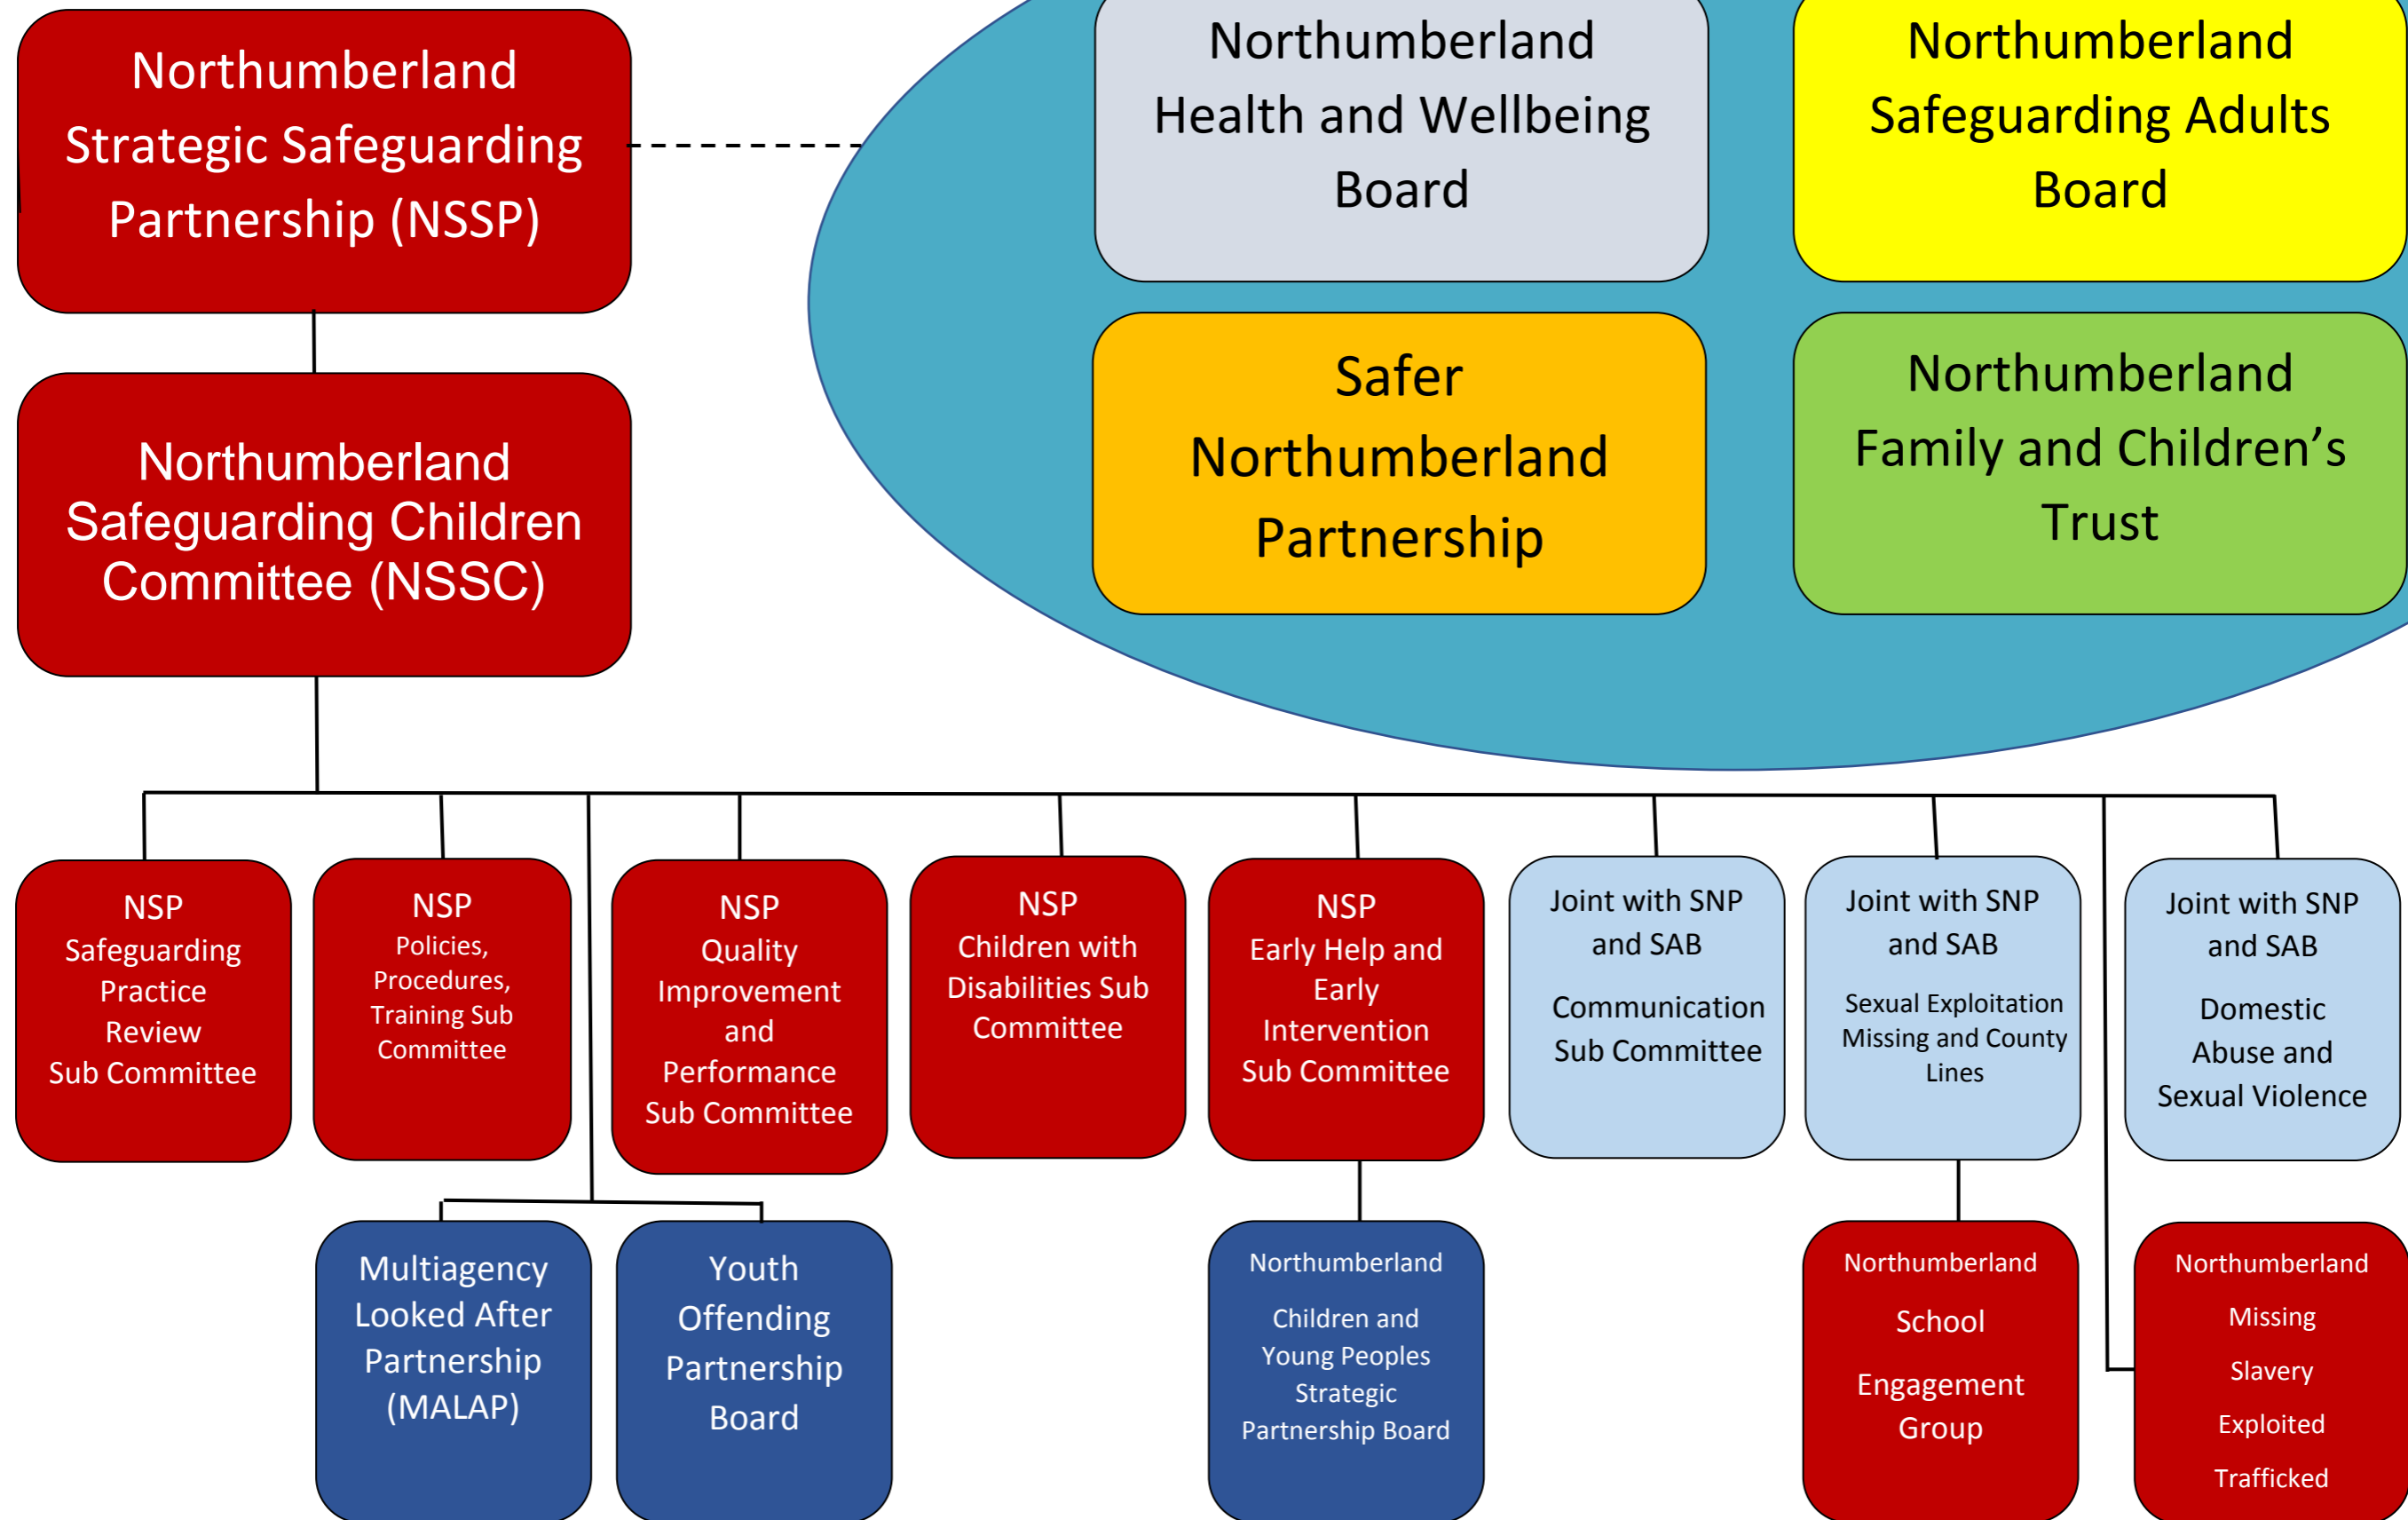 Northumberland
Strategic Safeguarding
Partnership (NSSP)
Northumberland
Health and Wellbeing
Board
Northumberland
Safeguarding Adults
Board
Northumberland
Safeguarding Children
Committee (NSSC)
Safer
Northumberland
Partnership
Northumberland
Family and Children’s
Trust
NSP
Safeguarding
Practice
Review
Sub Committee
NSP
Policies,
Procedures,
Training Sub
Committee
NSP
Quality
Improvement
and
Performance
Sub Committee
NSP
Children with
Disabilities Sub
Committee
NSP
Early Help and
Early
Intervention
Sub Committee
Joint with SNP
and SAB
Communication
Sub Committee
Joint with SNP
and SAB
Sexual Exploitation
Missing and County
Lines
Joint with SNP
and SAB
Domestic
Abuse and
Sexual Violence
Multiagency
Looked After
Partnership
(MALAP)
Youth
Offending
Partnership
Board
Northumberland
Children and
Young Peoples
Strategic
Partnership Board
Northumberland
School
Engagement
Group
Northumberland
Missing
Slavery
Exploited
Trafficked